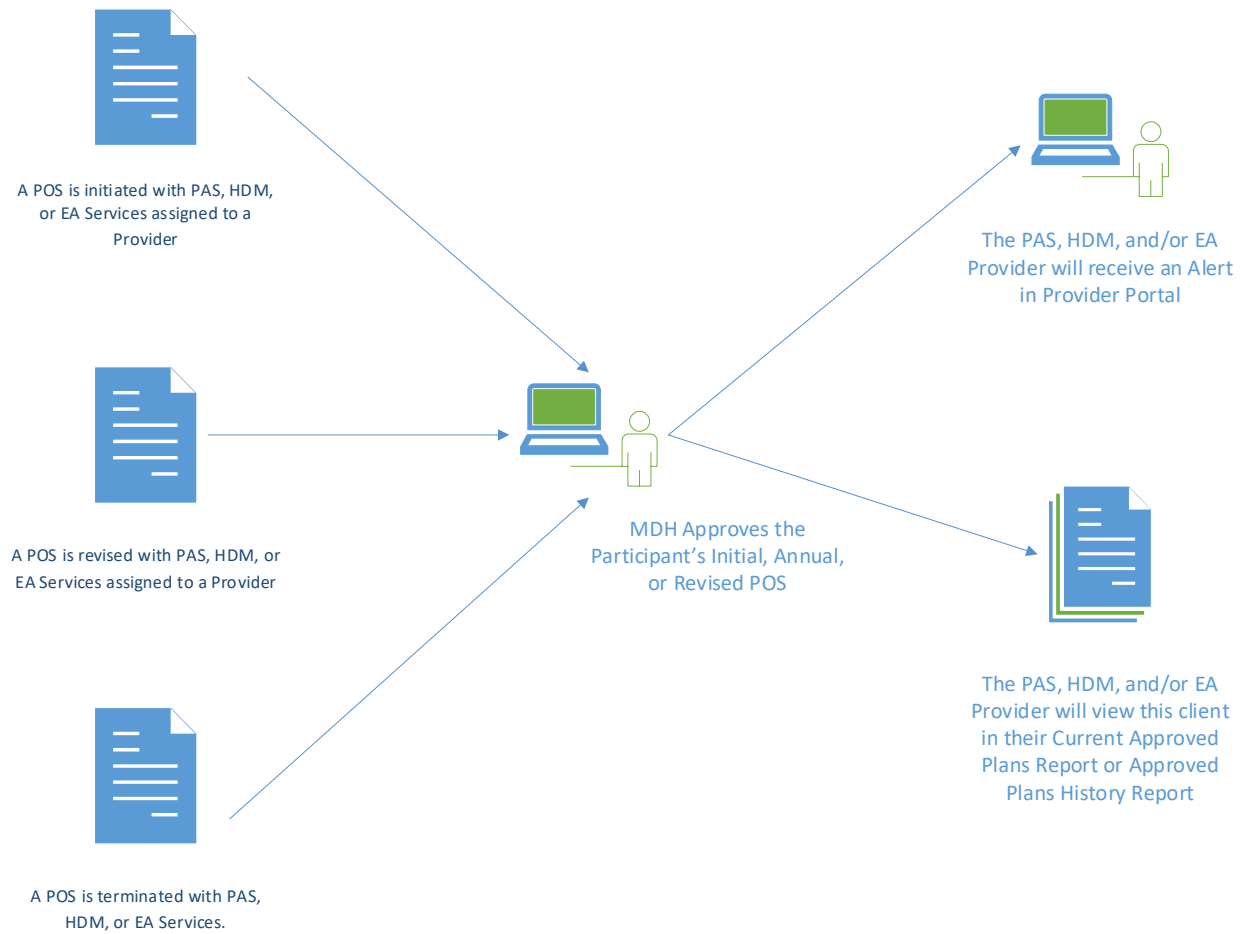 A POS is initiated with PAS, HDM,
or EA Services assigned to a
Provider
A POS is revised with PAS, HDM, or
EA Services assigned to a Provider
A POS is terminated with PAS,
HDM, or EA Services.
MDH Approves the
Participant's Initial, Annual,
or Revised POS
The PAS, HDM, and/or EA
Provider will receive an Alert
in Provider Portal
The PAS, HDM, and/or EA
Provider will view this client
in their Current Approved
Plans Report or Approved
Plans History Report